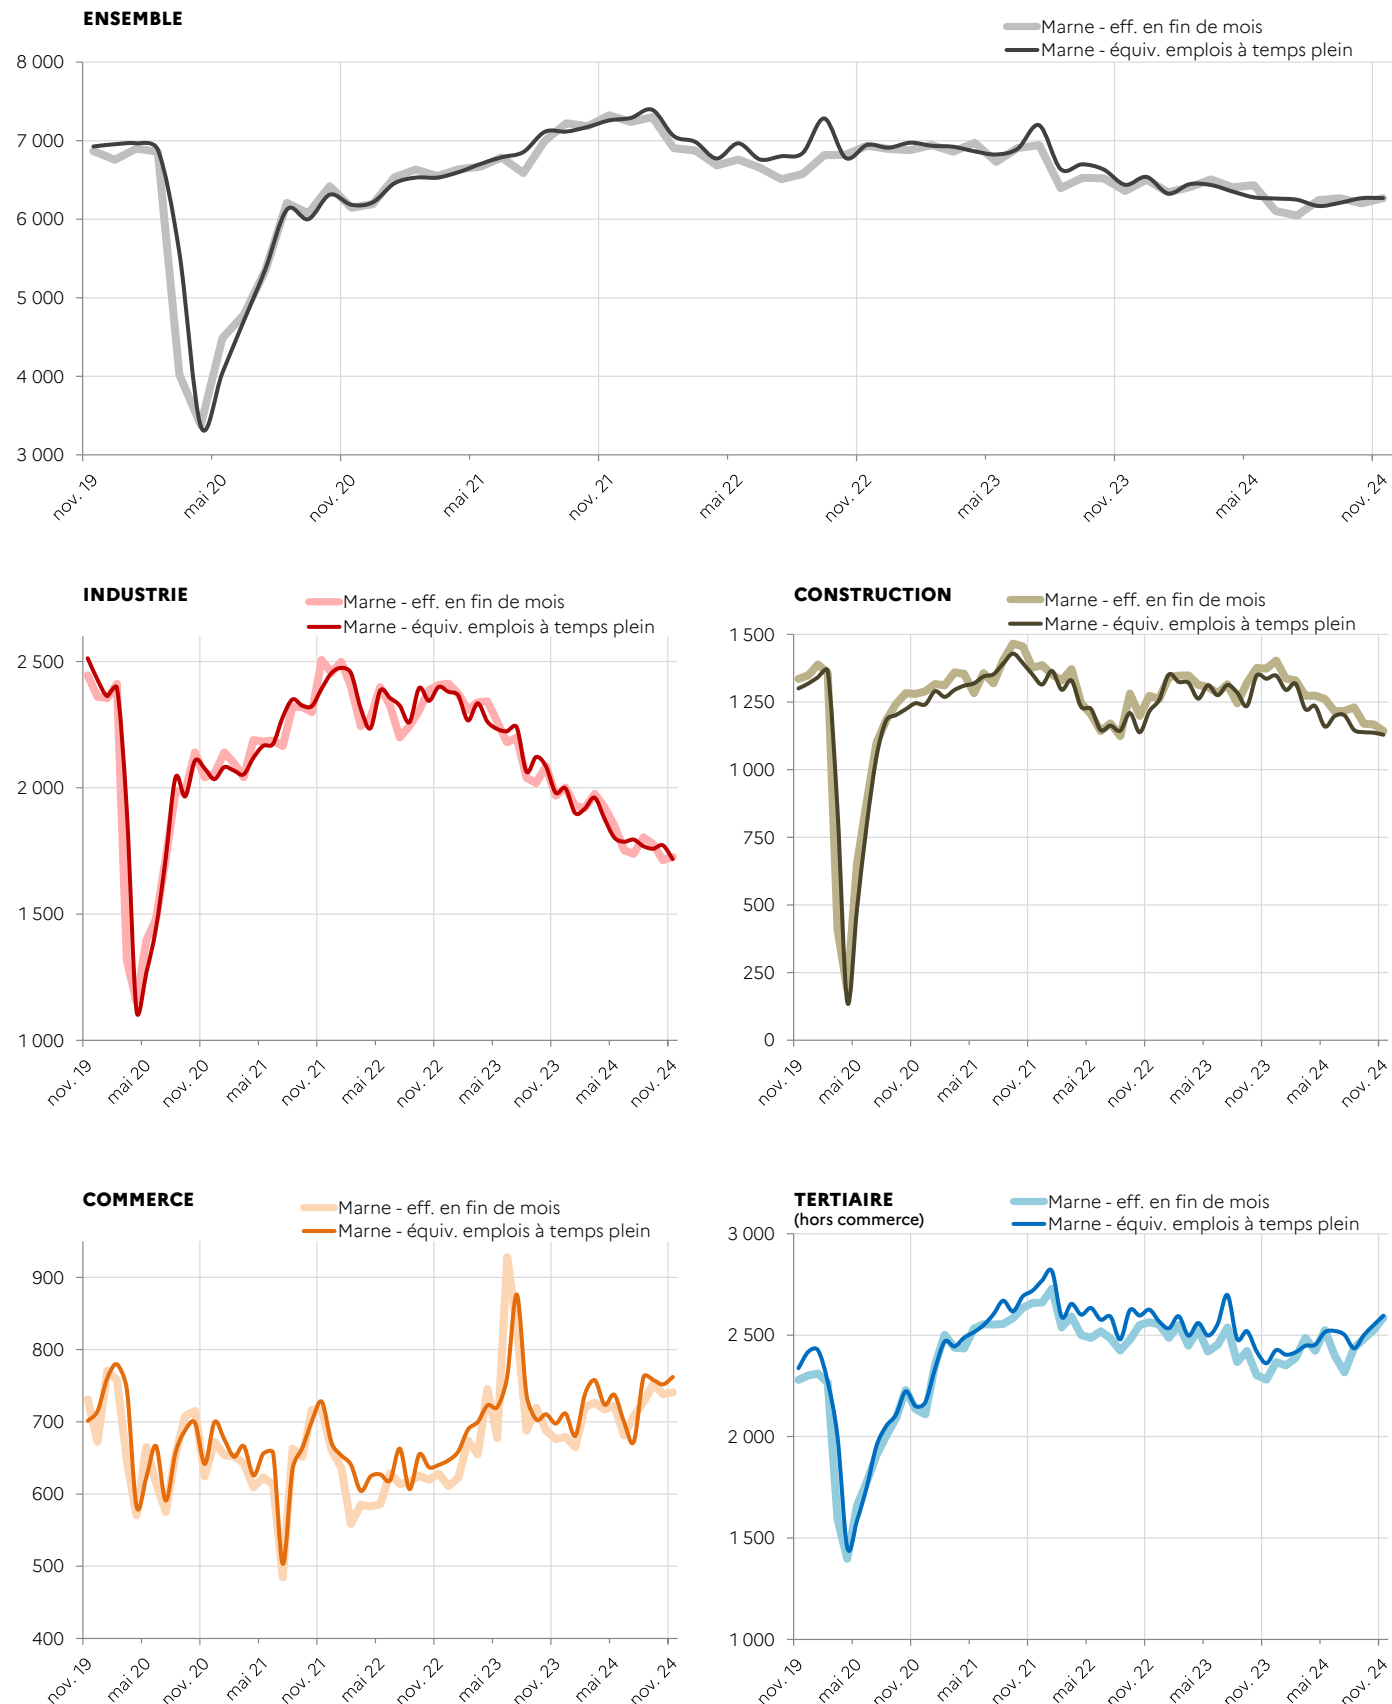 ENSEMBLE
Marne - eff. en fin de mois
Marne - équiv. emplois à temps plein
8 000
7 000
6 000
5 000
4 000
3 000
nov. 19
mai 20
nov. 20
mai 21
nov. 21
mai 22
nov. 22
mai 23
nov. 23
mai 24
nov. 24
INDUSTRIE
Marne - eff. en fin de mois
Marne - équiv. emplois à temps plein
2 500
2 000
1 500
1 000
nov. 19
mai 20
nov. 20
mai 21
nov. 21
mai 22
nov. 22
mai 23
nov. 23
mai 24
nov. 24
CONSTRUCTION
Marne - eff. en fin de mois
Marne - équiv. emplois à temps plein
1 500
1 250
1 000
750
500
250
0
nov. 19
mai 20
nov. 20
mai 21
nov. 21
mai 22
nov. 22
mai 23
nov. 23
mai 24
nov. 24
COMMERCE
Marne - eff. en fin de mois
Marne - équiv. emplois à temps plein
900
800
700
600
500
400
nov. 19
mai 20
nov. 20
mai 21
nov. 21
mai 22
nov. 22
mai 23
nov. 23
mai 24
nov. 24
TERTIAIRE
(hors commerce)
Marne - eff. en fin de mois
Marne - équiv. emplois à temps plein
3 000
2 500
2 000
1 500
1 000
nov. 19
mai 20
nov. 20
mai 21
nov. 21
mai 22
nov. 22
mai 23
nov. 23
mai 24
nov. 24